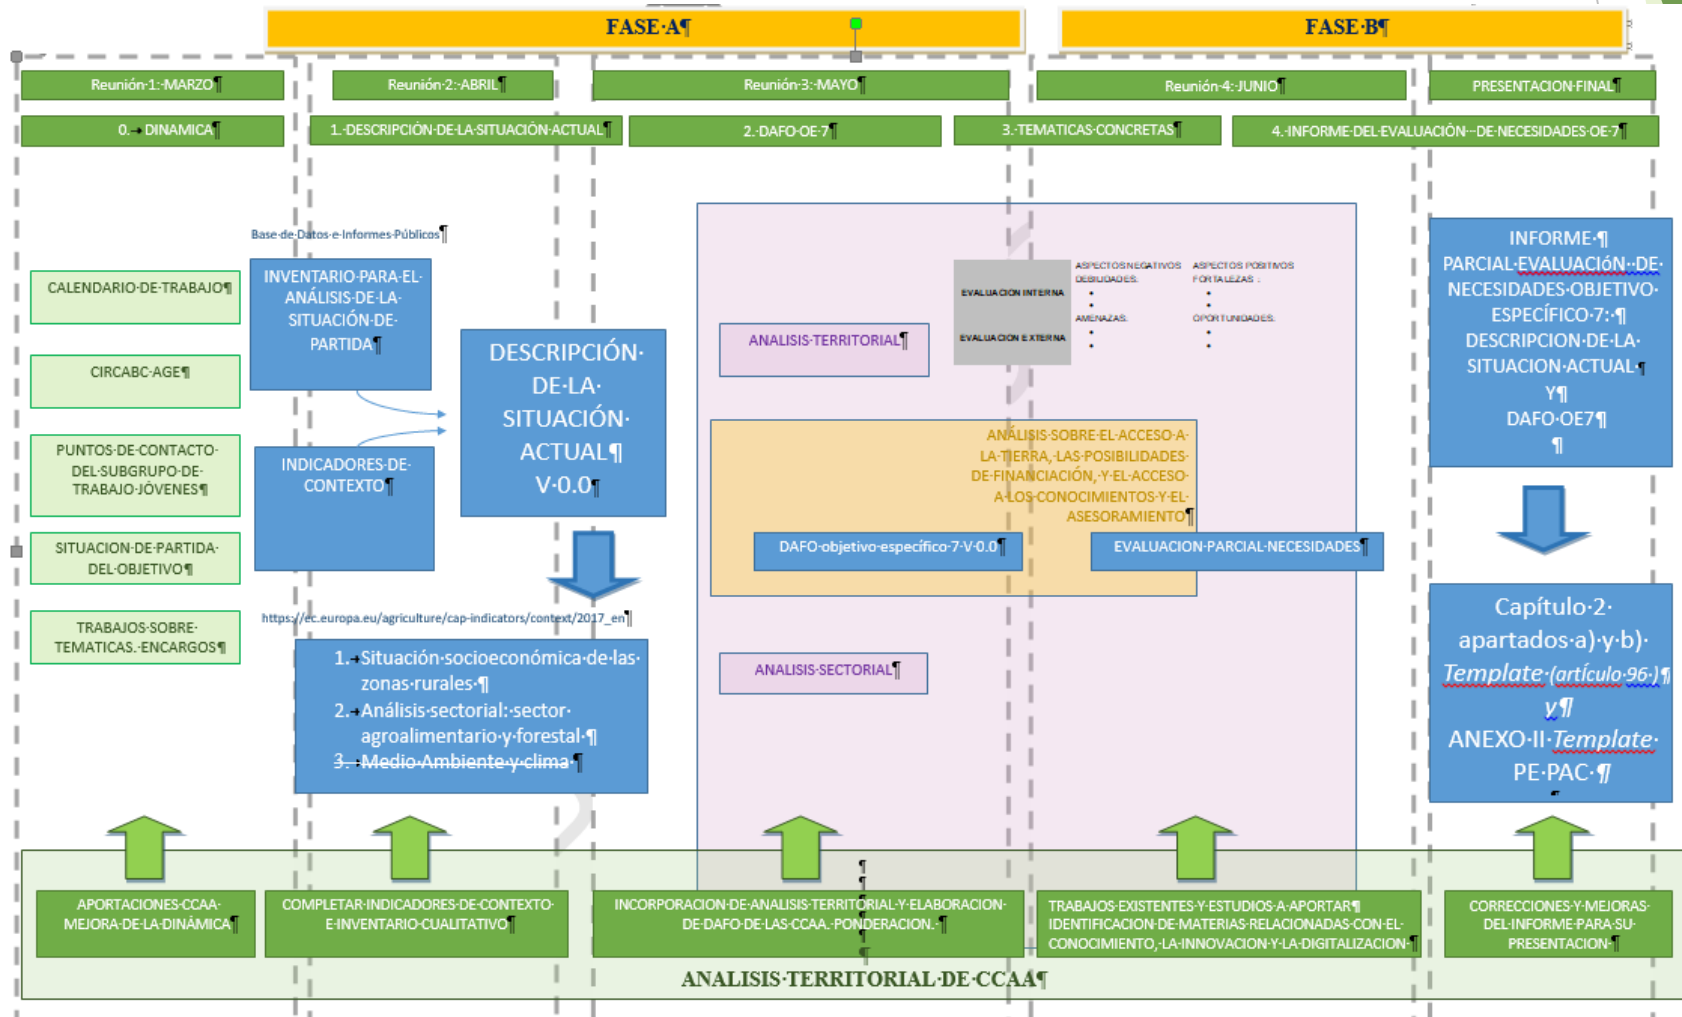 FASE·A¶
FASE·B¶
Reunión·1:·MARZO¶
Reunión·2:·ABRIL¶
Reunión·3:·MAYO¶
Reunión·4:·JUNIO¶
PRESENTACION·FINAL¶
0.→DINAMICA¶
1.·DESCRIPCIÓN·DE·LA·SITUACIÓN·ACTUAL¶
2.·DAFO·OE·7¶
3.·TEMATICAS·CONCRETAS¶
4.·INFORME·DEL·EVALUACIÓN··DE·NECESIDADES·OE·7¶
CALENDARIO·DE·TRABAJO¶
CIRCABC·AGE¶
PUNTOS·DE·CONTACTO·
DEL·SUBGRUPO·DE·
TRABAJO·JÓVENES¶
SITUACION·DE·PARTIDA·
DEL·OBJETIVO¶
TRABAJOS·SOBRE·
TEMATICAS.·ENCARGOS¶
Base·de·Datos·e·Informes·Públicos¶
INVENTARIO·PARA·EL·
ANÁLISIS·DE·LA·
SITUACIÓN·DE·
PARTIDA¶
INDICADORES·DE·
CONTEXTO¶
DESCRIPCIÓN·
DE·LA·
SITUACIÓN·
ACTUAL¶
V·0.0¶
https://ec.europa.eu/agriculture/cap-indicators/context/2017_en¶
1.→Situación·socioeconómica·de·las·
zonas·rurales·¶
2.→Análisis·sectorial:·sector·
agroalimentario·y·forestal·¶
3.→Medio·Ambiente·y·clima·¶
ANALISIS·TERRITORIAL¶
EVALUACIÓN INTERNA
EVALUACIÓN EXTERNA
ASPECTOS NEGATIVOS
DEBILIDADES:
•
•
AMENAZAS:
•
•
ASPECTOS POSITIVOS
FORTALEZAS :
•
•
OPORTUNIDADES:
•
•
ANÁLISIS·SOBRE·EL·ACCESO·A·
LA·TIERRA,·LAS·POSIBILIDADES·
DE·FINANCIACIÓN,·Y·EL·ACCESO·
A·LOS·CONOCIMIENTOS·Y·EL·
ASESORAMIENTO¶
DAFO·objetivo·específico·7·V·0.0¶
EVALUACION·PARCIAL·NECESIDADES¶
ANALISIS·SECTORIAL¶
INFORME·¶
PARCIAL·EVALUACIóN··DE·
NECESIDADES·OBJETIVO·
ESPECÍFICO·7:·¶
DESCRIPCION·DE·LA·
SITUACION·ACTUAL·¶
Y¶
DAFO·OE7¶
¶
Capítulo·2·
apartados·a)·y·b)·
Template·(artículo·96·)¶
y¶
ANEXO·II·Template·
PE·PAC·¶
¶
APORTACIONES·CCAA·
MEJORA·DE·LA·DINÁMICA¶
COMPLETAR·INDICADORES·DE·CONTEXTO·
E·INVENTARIO·CUALITATIVO¶
¶
¶
¶
¶
¶
¶
INCORPORACION·DE·ANALISIS·TERRITORIAL·Y·ELABORACION·
DE·DAFO·DE·LAS·CCAA.·PONDERACION.·¶
TRABAJOS·EXISTENTES·Y·ESTUDIOS·A·APORTAR¶
IDENTIFICACION·DE·MATERIAS·RELACIONADAS·CON·EL·
CONOCIMIENTO,·LA·INNOVACION·Y·LA·DIGITALIZACION·¶
CORRECCIONES·Y·MEJORAS·
DEL·INFORME·PARA·SU·
PRESENTACION·¶
ANALISIS·TERRITORIAL·DE·CCAA¶